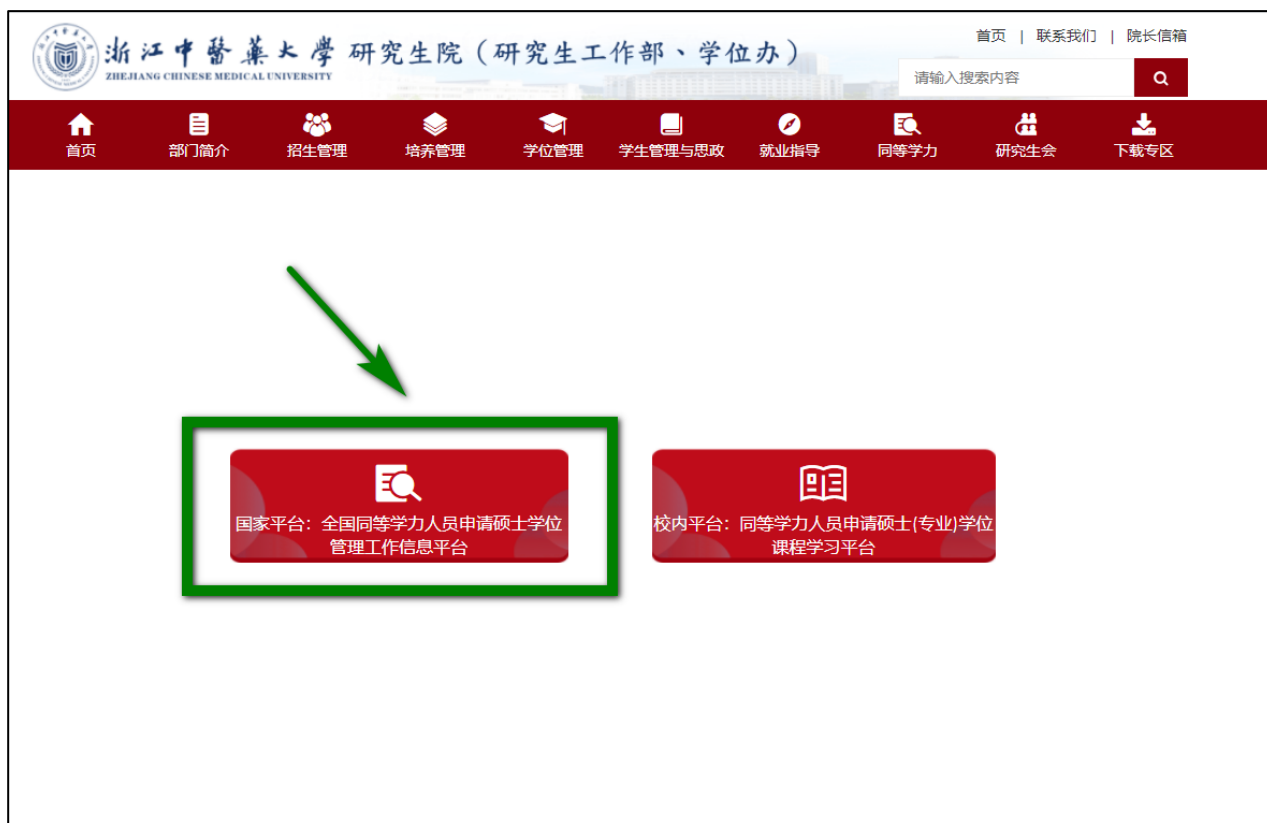 浙江中醫藥大學 研究生院（研究生工作部、学位办）
ZHEJIANG CHINESE MEDICAL UNIVERSITY
首页 | 联系我们 | 院长信箱
请输入搜索内容
首页 部门简介 招生管理 培养管理 学位管理 学生管理与思政 就业指导 同等学力 研究生会 下载专区
国家平台：全国同等学力人员申请硕士学位
管理工作信息平台
校内平台：同等学力人员申请硕士(专业)学位
课程学习平台